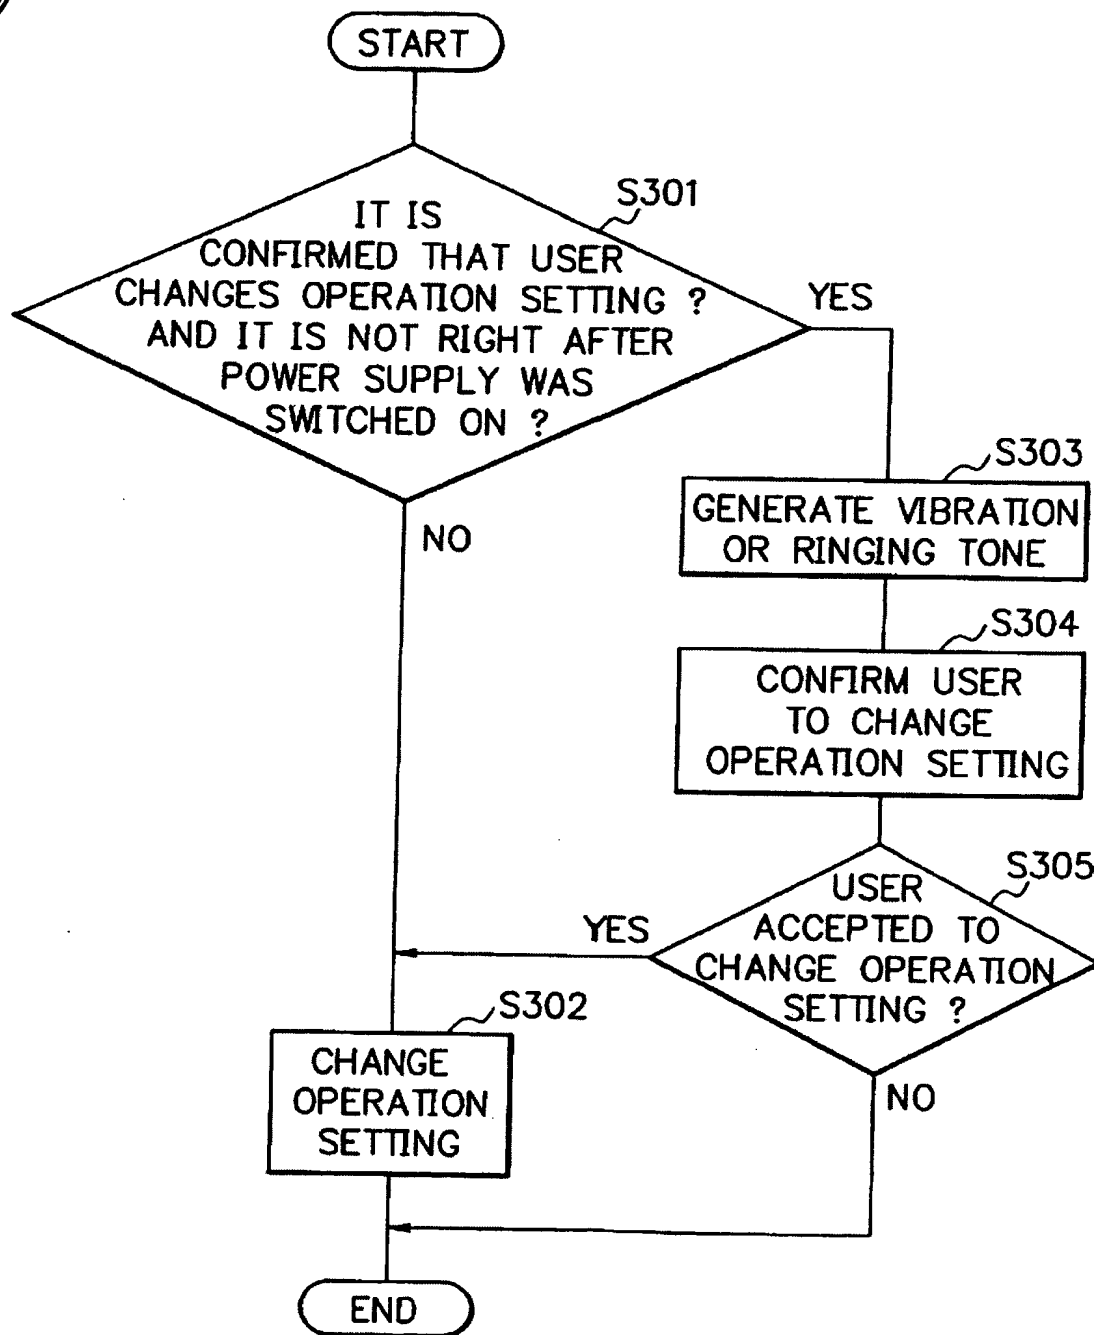 START
S301
IT IS
CONFIRMED THAT USER
CHANGES OPERATION SETTING ?
AND IT IS NOT RIGHT AFTER
POWER SUPPLY WAS
SWITCHED ON ?
YES
NO
S303
GENERATE VIBRATION
OR RINGING TONE
S304
CONFIRM USER
TO CHANGE
OPERATION SETTING
S305
USER
ACCEPTED TO
CHANGE OPERATION
SETTING ?
YES
NO
S302
CHANGE
OPERATION
SETTING
END